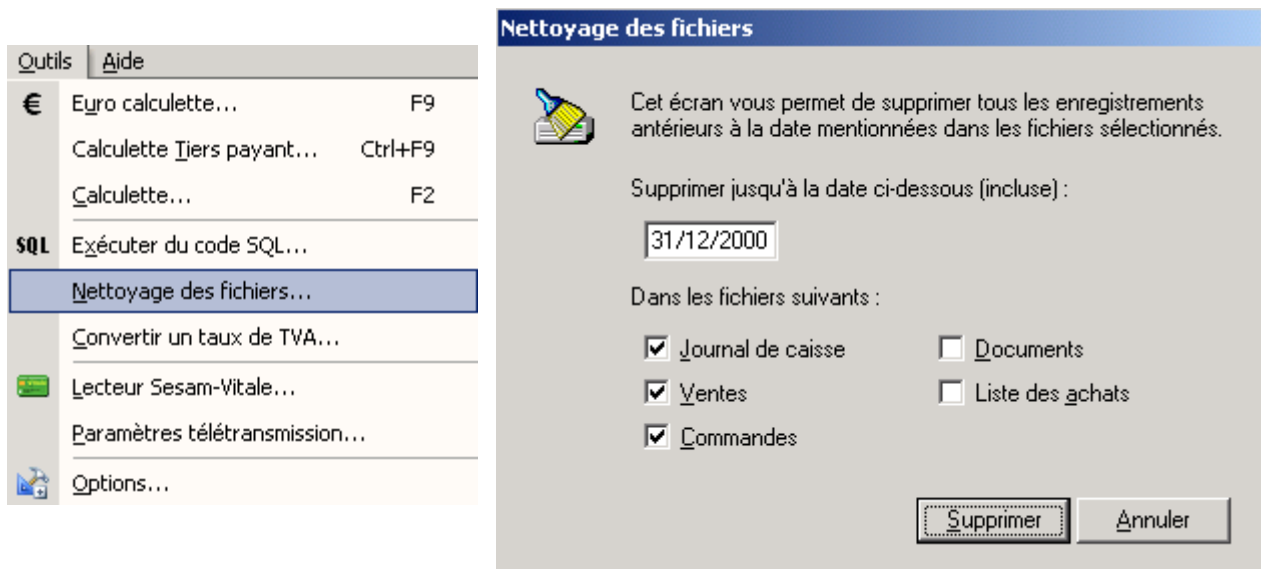 Outils Aide
€ Euro calculette... F9
Calculette Tiers payant... Ctrl+F9
Calculette... F2
SQL Exécuter du code SQL...
Nettoyage des fichiers...
Convertir un taux de TVA...
Lecteur Sesam-Vitale...
Paramètres télétransmission...
Options...
Nettoyage des fichiers
Cet écran vous permet de supprimer tous les enregistrements
antérieurs à la date mentionnées dans les fichiers sélectionnés.
Supprimer jusqu'à la date ci-dessous (incluse) :
31/12/2000
Dans les fichiers suivants :
Journal de caisse Documents
Ventes Liste des achats
Commandes
Supprimer Annuler